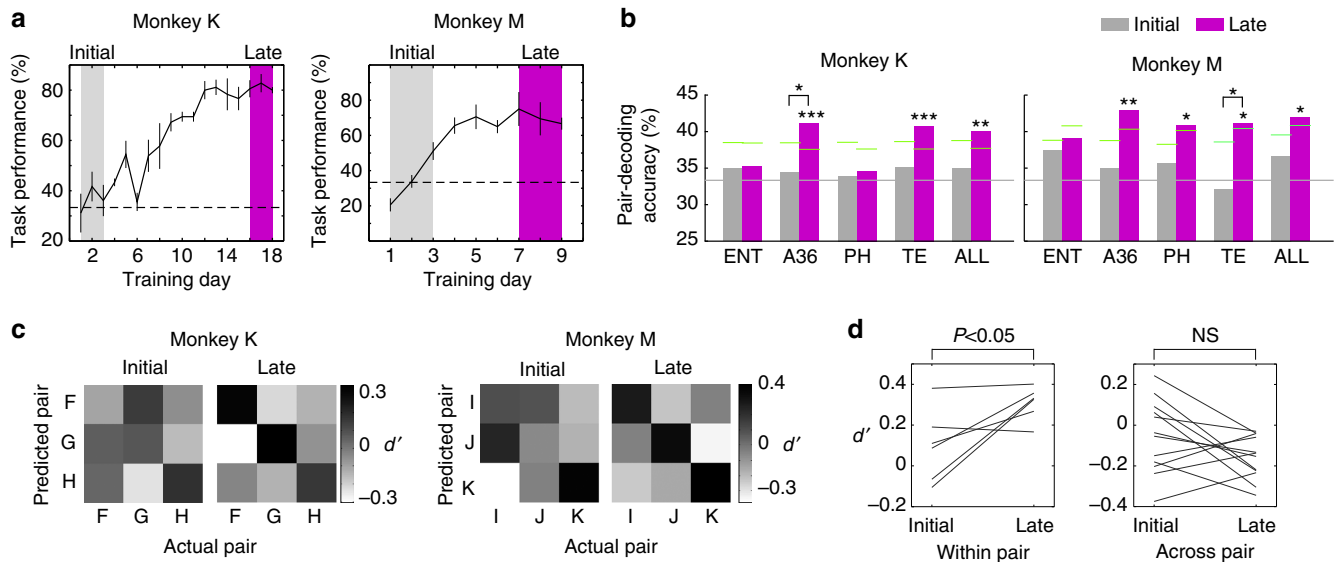 a
Monkey K
Monkey M
Initial
Late
Initial
Late
Task performance (%)
80
60
40
20
2
6
10
14
18
Training day
Task performance (%)
80
60
40
20
1
3
5
7
9
Training day
b
Initial
Late
Monkey K
Monkey M
Pair-decoding
accuracy (%)
45
40
35
30
25
*
***
***
**
ENT
A36
PH
TE
ALL
**
*
*
*
*
ENT
A36
PH
TE
ALL
c
Monkey K
Initial
Late
Predicted pair
F
G
H
F
G
H
F
G
H
Actual pair
0.3
0
d′
−0.3
Monkey M
Initial
Late
Predicted pair
I
J
K
I
J
K
I
J
K
Actual pair
0.4
0
d′
−0.3
d
P<0.05
NS
d′
0.4
0.2
0
−0.2
Initial
Late
Within pair
0.2
0
−0.2
−0.4
Initial
Late
Across pair